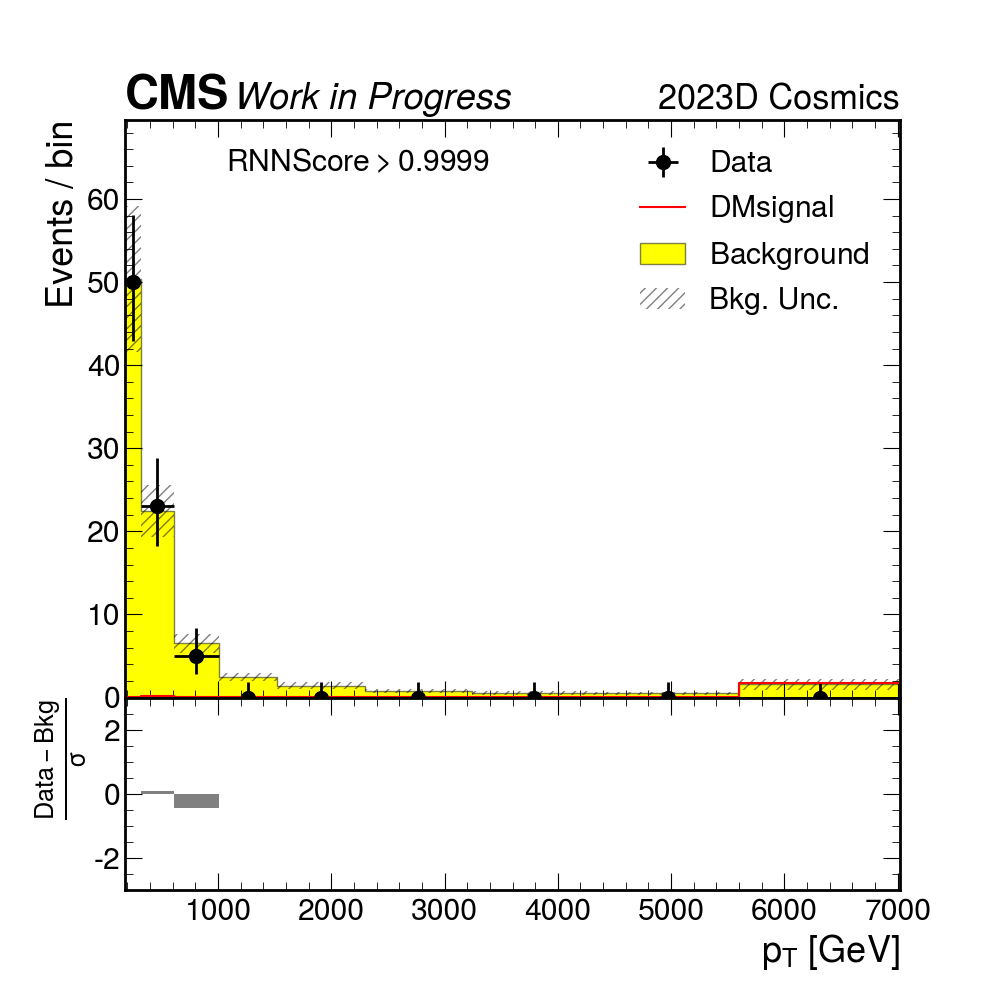 CMS Work in Progress 2023D Cosmics
Events / bin
RNNScore > 0.9999
Data
DMsignal
Background
Bkg. Unc.
60
50
40
30
20
10
0
Data – Bkg
σ
2
0
-2
1000 2000 3000 4000 5000 6000 7000
pT [GeV]